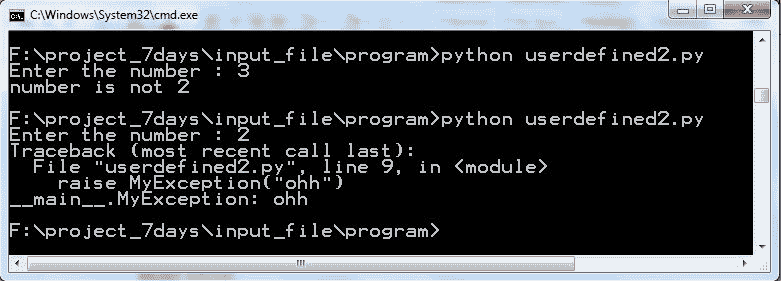 C:\Windows\System32\cmd.exe
F:\project_7days\input_file\program>python userdefined2.py
Enter the number : 3
number is not 2
F:\project_7days\input_file\program>python userdefined2.py
Enter the number : 2
Traceback (most recent call last):
  File "userdefined2.py", line 9, in <module>
    raise MyException("ohh")
__main__.MyException: ohh
F:\project_7days\input_file\program>